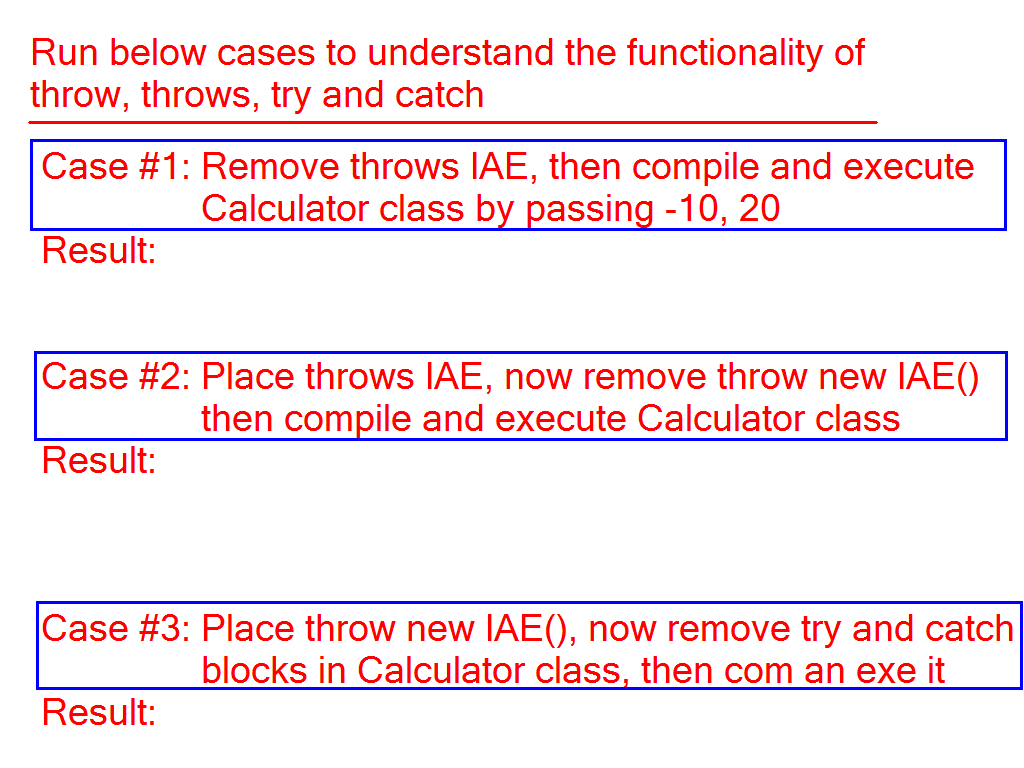 Run below cases to understand the functionality of
throw, throws, try and catch
Case #1: Remove throws IAE, then compile and execute
Calculator class by passing -10, 20
Result:
Case #2: Place throws IAE, now remove throw new IAE()
then compile and execute Calculator class
Result:
Case #3: Place throw new IAE(), now remove try and catch
blocks in Calculator class, then com an exe it
Result: